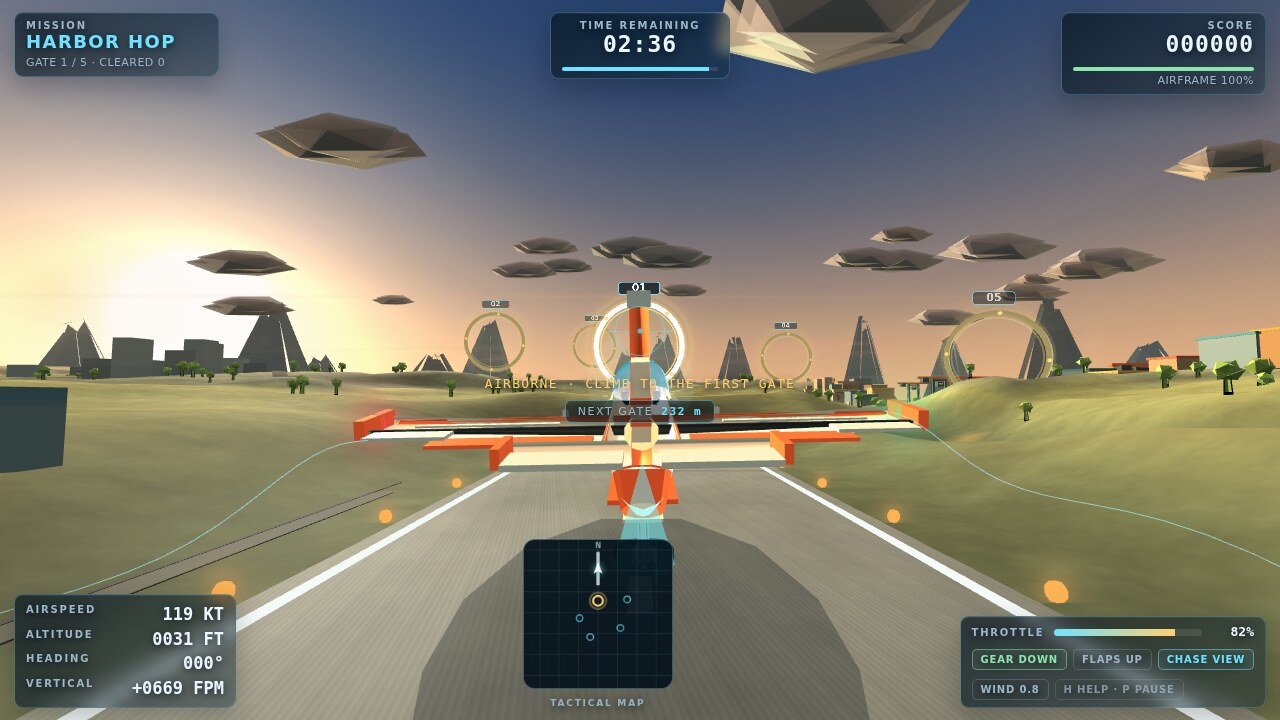 MISSION
HARBOR HOP
GATE 1 / 5 · CLEARED 0
TIME REMAINING
02:36
SCORE
000000
AIRFRAME 100%
01
02
03
04
05
AIRBORNE · CLIMB TO THE FIRST GATE
NEXT GATE 232 m
AIRSPEED 119 KT
ALTITUDE 0031 FT
HEADING 000°
VERTICAL +0669 FPM
N
TACTICAL MAP
THROTTLE 82%
GEAR DOWN FLAPS UP CHASE VIEW
WIND 0.8 H HELP · P PAUSE